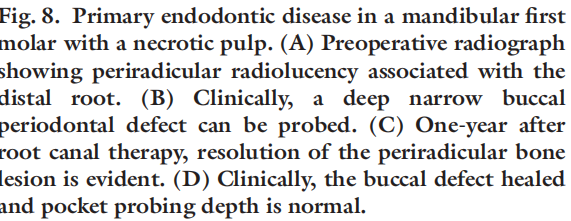 Fig. 8. Primary endodontic disease in a mandibular first
molar with a necrotic pulp. (A) Preoperative radiograph
showing periradicular radiolucency associated with the
distal root. (B) Clinically, a deep narrow buccal
periodontal defect can be probed. (C) One-year after
root canal therapy, resolution of the periradicular bone
lesion is evident. (D) Clinically, the buccal defect healed
and pocket probing depth is normal.